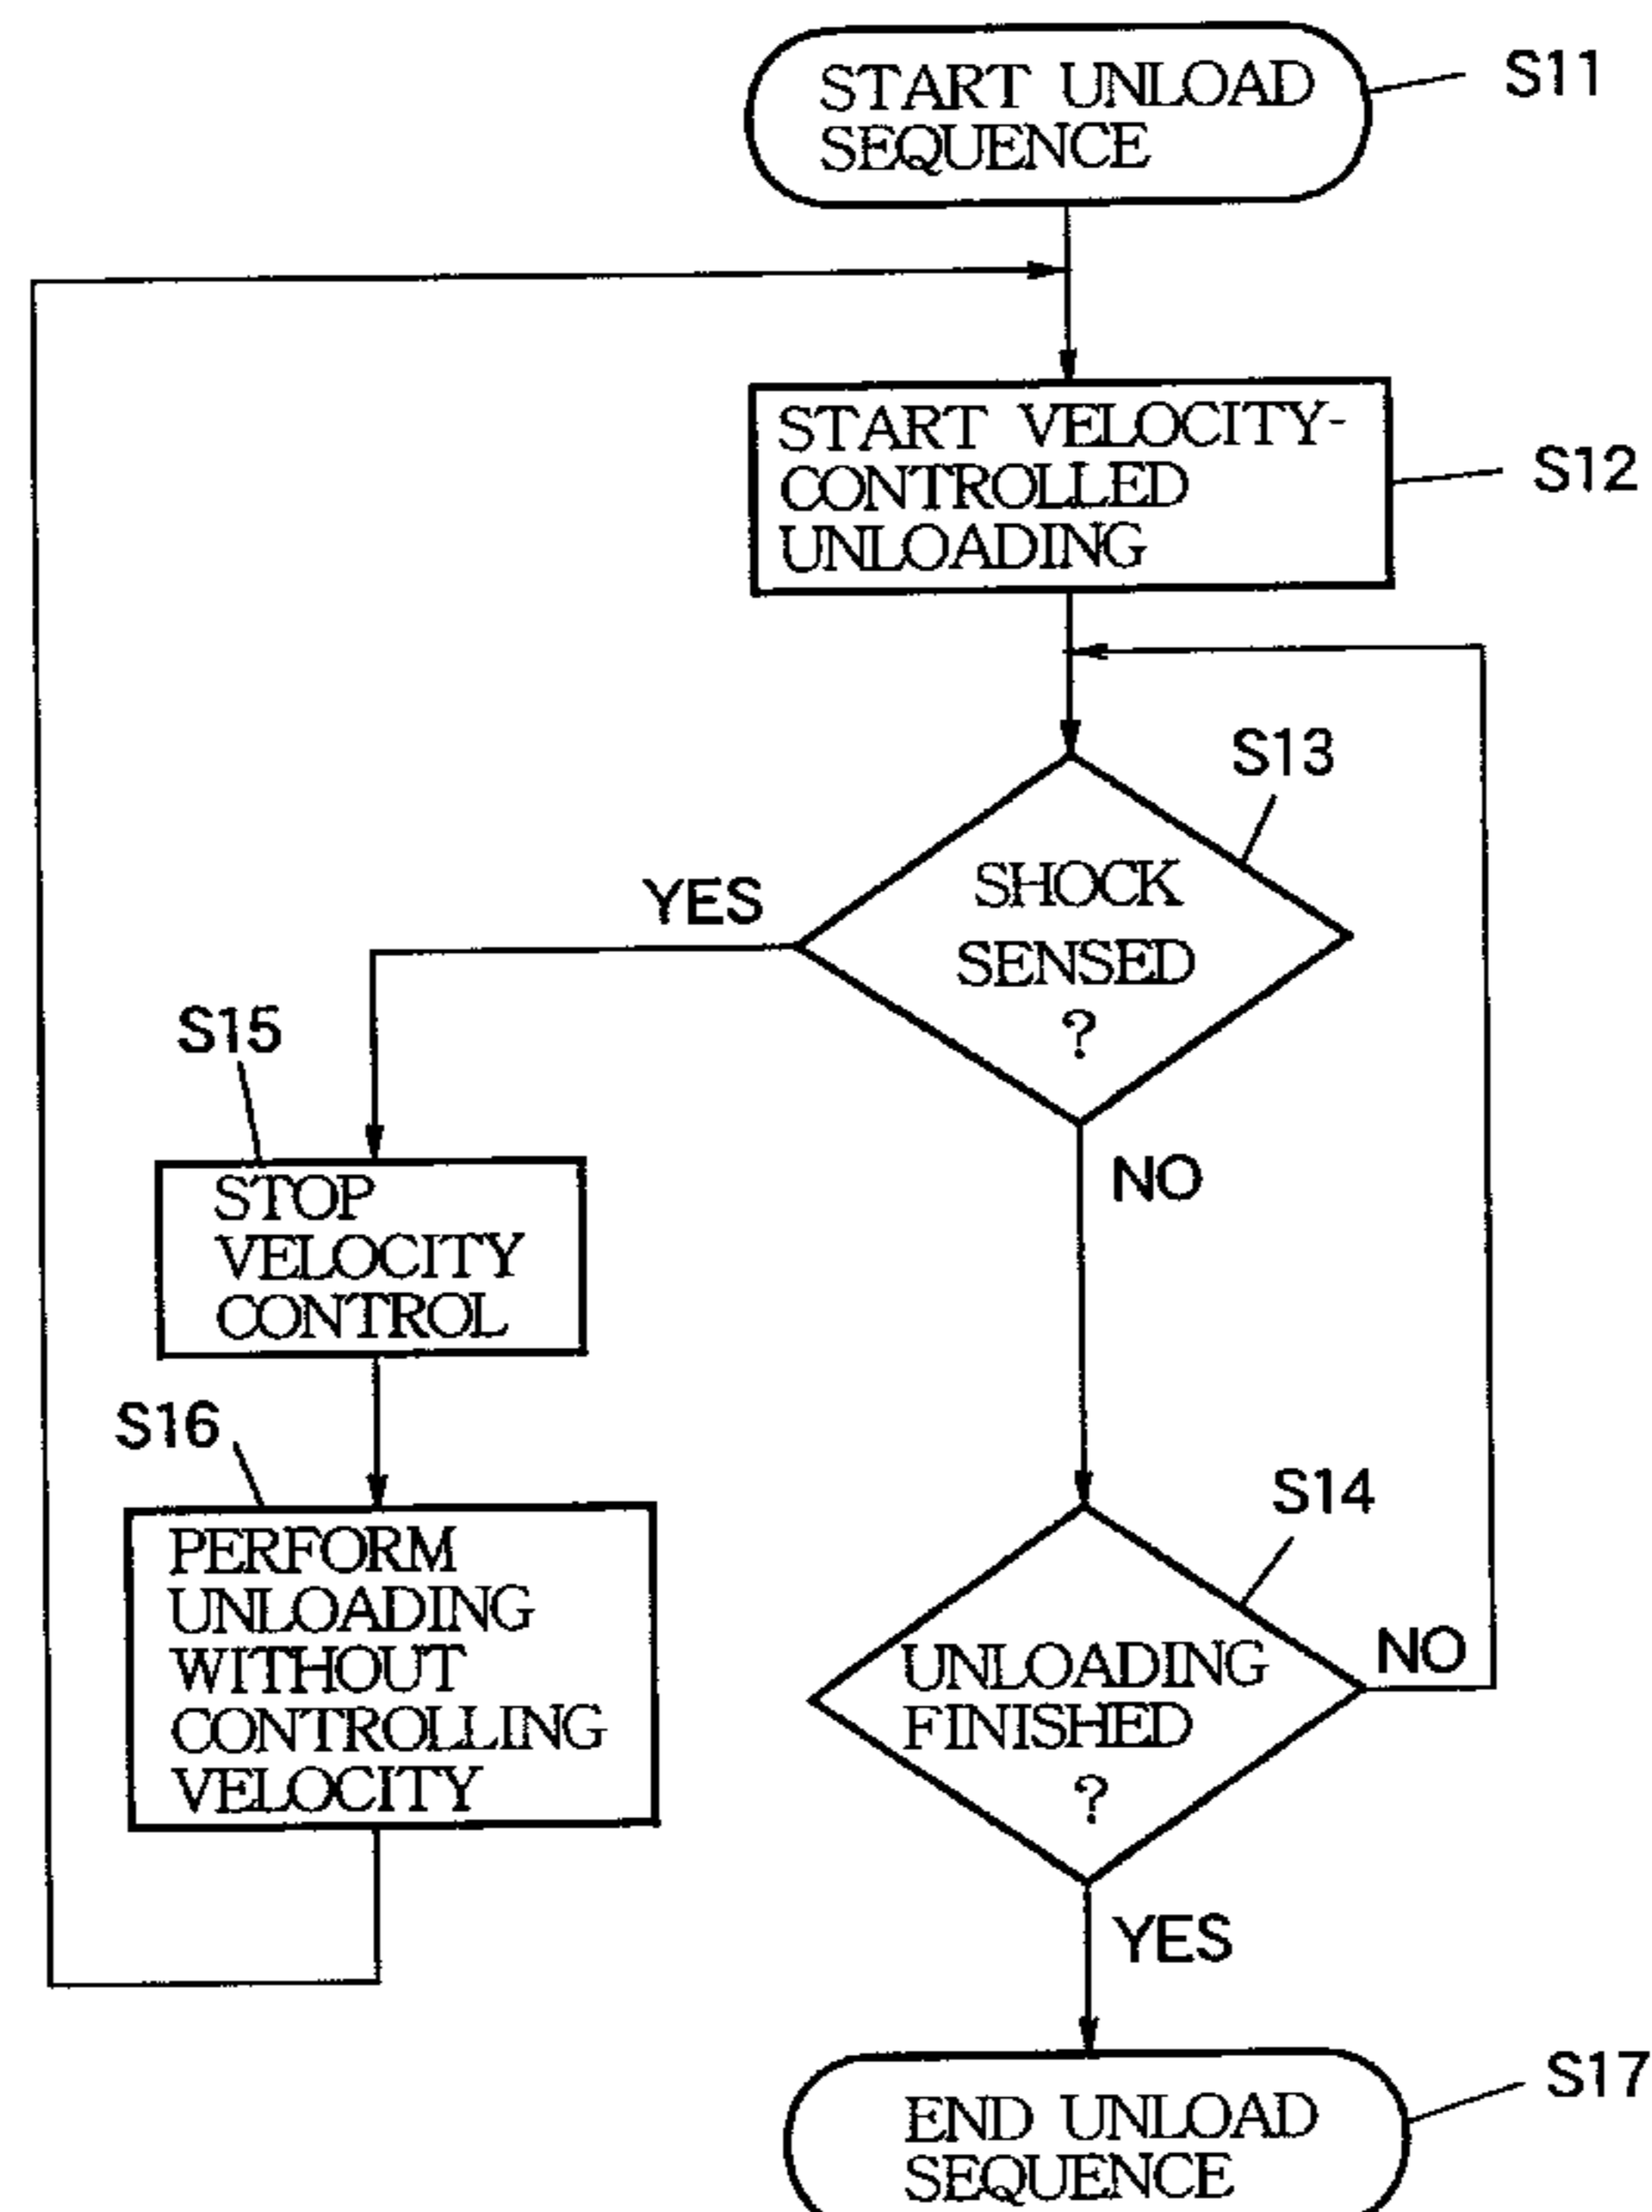 START UNLOAD
SEQUENCE
S11
START VELOCITY-
CONTROLLED
UNLOADING
S12
S13
SHOCK
SENSED
?
YES
NO
S15
STOP
VELOCITY
CONTROL
S16
PERFORM
UNLOADING
WITHOUT
CONTROLLING
VELOCITY
S14
UNLOADING
FINISHED
?
NO
YES
END UNLOAD
SEQUENCE
S17